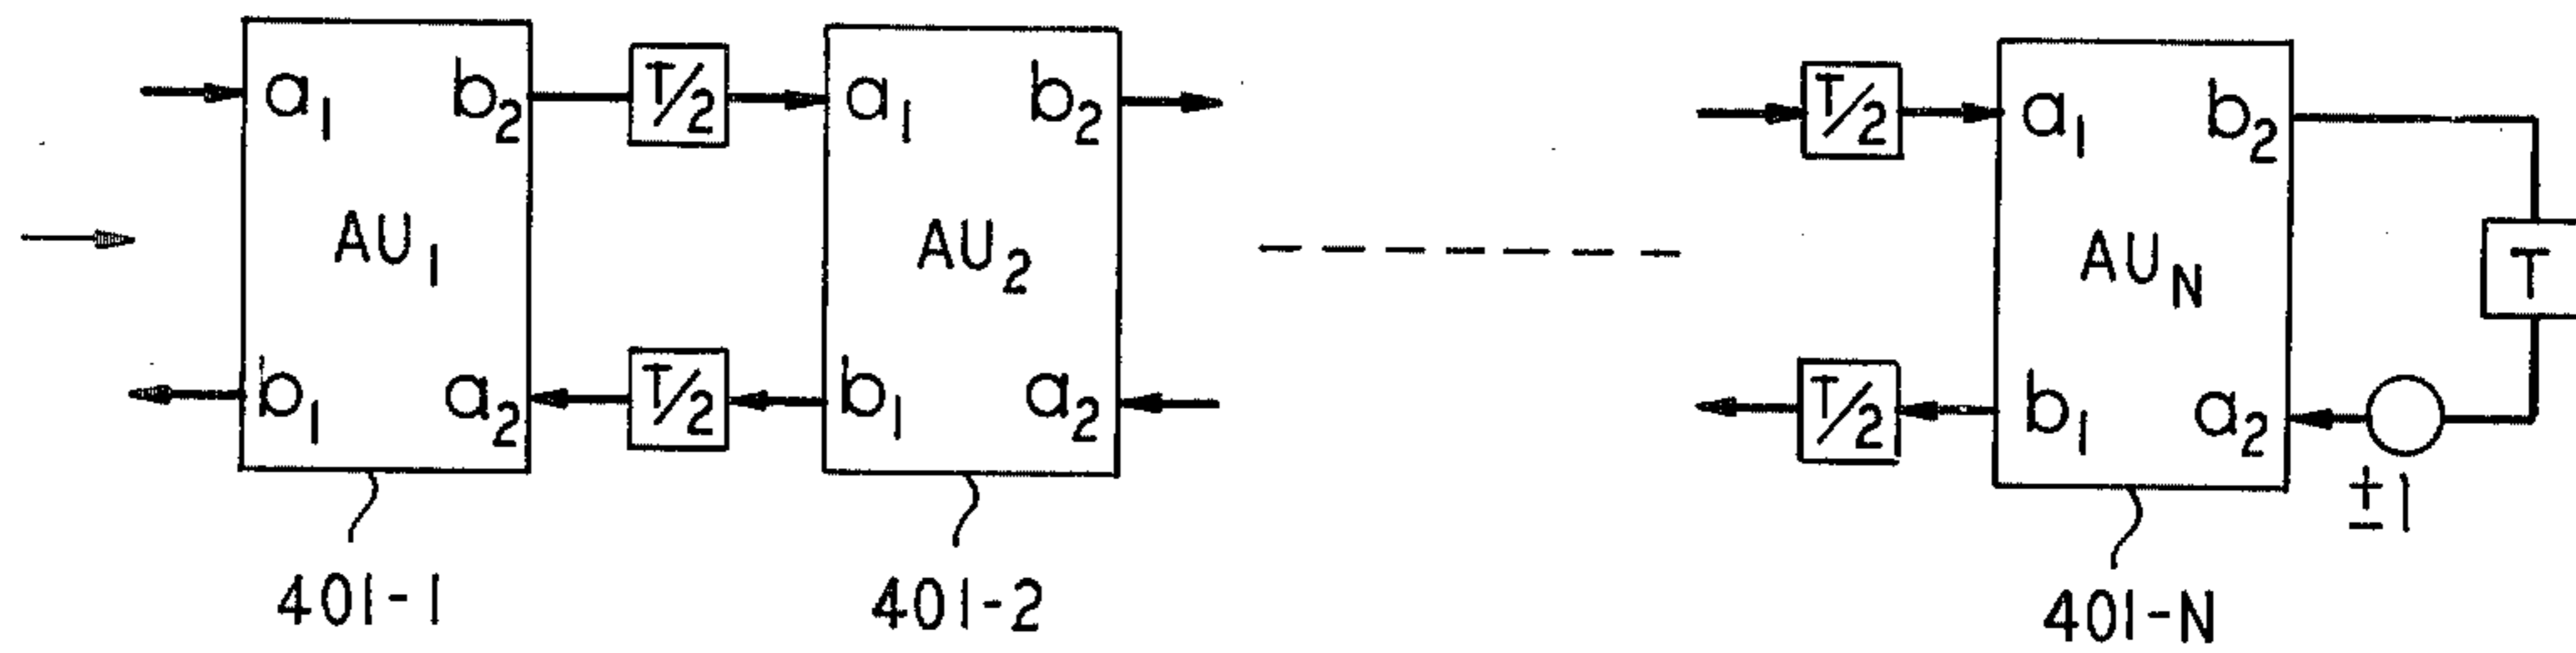 a1 b2 T/2 a1 b2 T/2 a1 b2
AU1 AU2 AUN T
b1 a2 T/2 b1 a2 T/2 b1 a2
±1
401-1 401-2 401-N